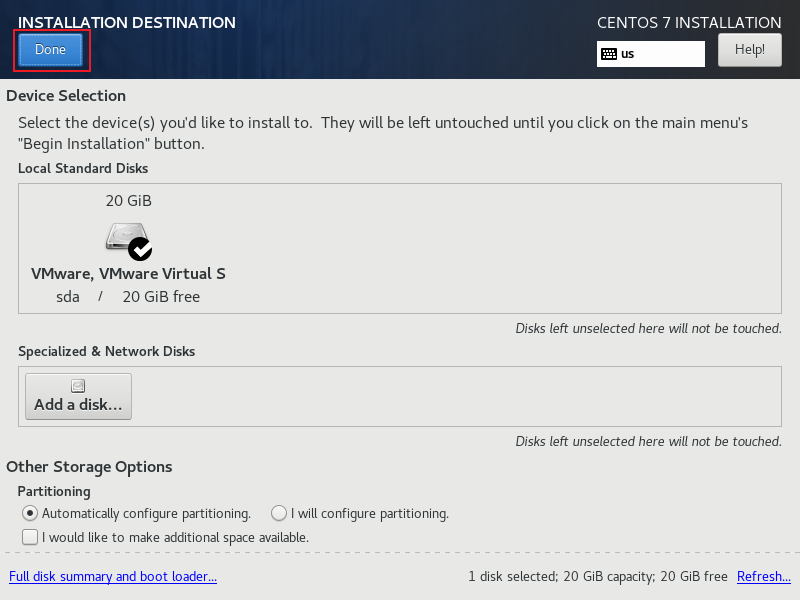 INSTALLATION DESTINATION
CENTOS 7 INSTALLATION
Done
us
Help!
Device Selection
Select the device(s) you'd like to install to.  They will be left untouched until you click on the main menu's
"Begin Installation" button.
Local Standard Disks
20 GiB
VMware, VMware Virtual S
sda / 20 GiB free
Disks left unselected here will not be touched.
Specialized & Network Disks
Add a disk...
Disks left unselected here will not be touched.
Other Storage Options
Partitioning
Automatically configure partitioning. I will configure partitioning.
I would like to make additional space available.
Full disk summary and boot loader... 1 disk selected; 20 GiB capacity; 20 GiB free Refresh...